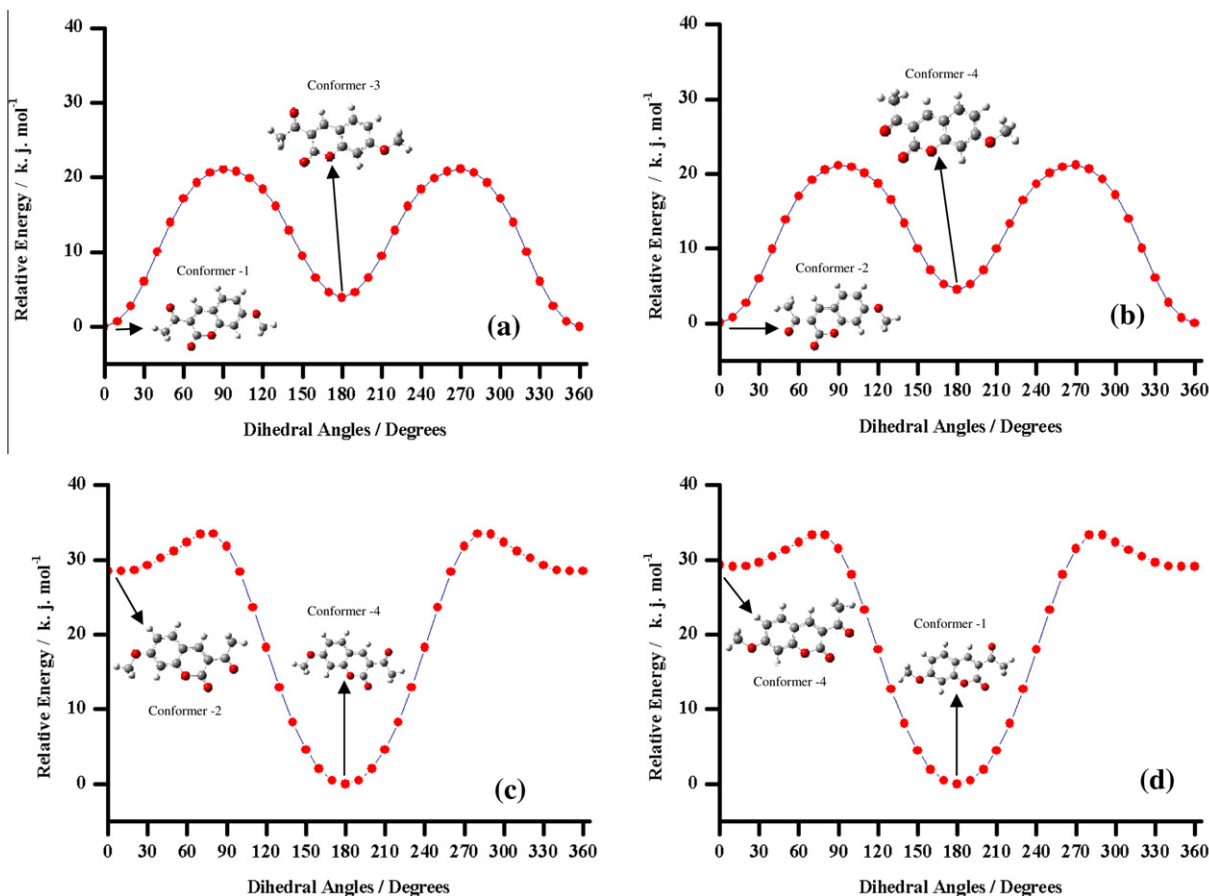 40
30
20
10
0
Relative Energy / k. j. mol-1
Conformer -3
Conformer -1
(a)
0 30 60 90 120 150 180 210 240 270 300 330 360
Dihedral Angles / Degrees
40
30
20
10
0
Relative Energy / k. j. mol-1
Conformer -4
Conformer -2
(b)
0 30 60 90 120 150 180 210 240 270 300 330 360
Dihedral Angles / Degrees
40
30
20
10
0
Relative Energy / k. j. mol-1
Conformer -4
Conformer -2
(c)
0 30 60 90 120 150 180 210 240 270 300 330 360
Dihedral Angles / Degrees
40
30
20
10
0
Relative Energy / k. j. mol-1
Conformer -1
Conformer -4
(d)
0 30 60 90 120 150 180 210 240 270 300 330 360
Dihedral Angles / Degrees